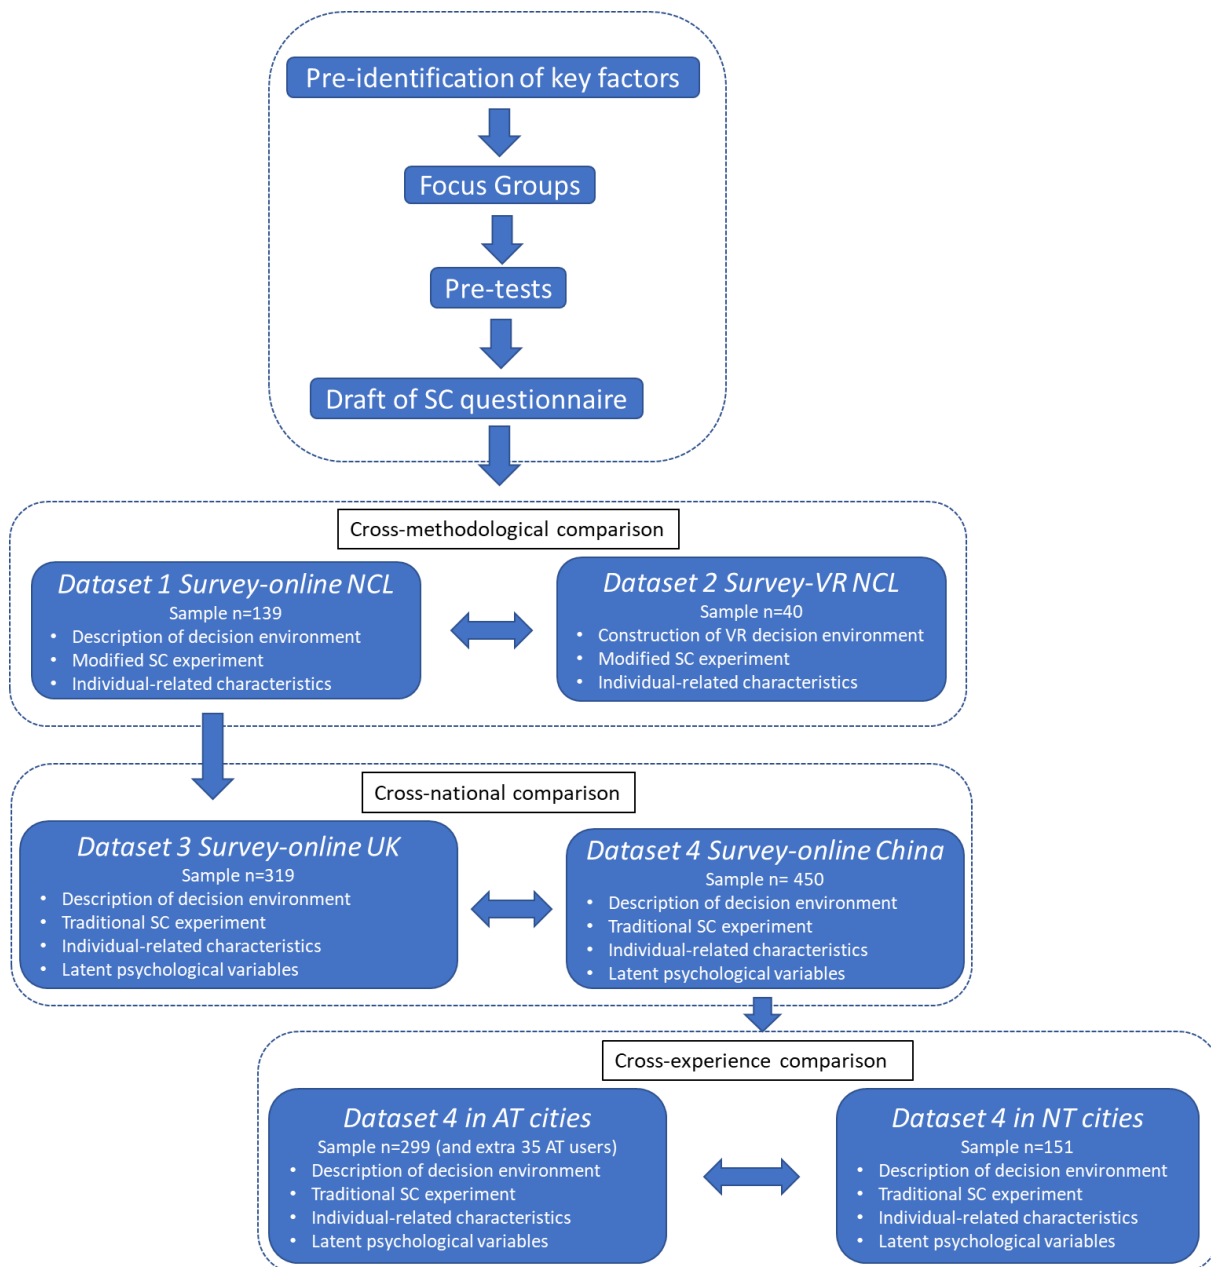 Pre-identification of key factors
Focus Groups
Pre-tests
Draft of SC questionnaire
Cross-methodological comparison
Dataset 1 Survey-online NCL
Sample n=139
• Description of decision environment
• Modified SC experiment
• Individual-related characteristics
Dataset 2 Survey-VR NCL
Sample n=40
• Construction of VR decision environment
• Modified SC experiment
• Individual-related characteristics
Cross-national comparison
Dataset 3 Survey-online UK
Sample n=319
• Description of decision environment
• Traditional SC experiment
• Individual-related characteristics
• Latent psychological variables
Dataset 4 Survey-online China
Sample n= 450
• Description of decision environment
• Traditional SC experiment
• Individual-related characteristics
• Latent psychological variables
Cross-experience comparison
Dataset 4 in AT cities
Sample n=299 (and extra 35 AT users)
• Description of decision environment
• Traditional SC experiment
• Individual-related characteristics
• Latent psychological variables
Dataset 4 in NT cities
Sample n=151
• Description of decision environment
• Traditional SC experiment
• Individual-related characteristics
• Latent psychological variables